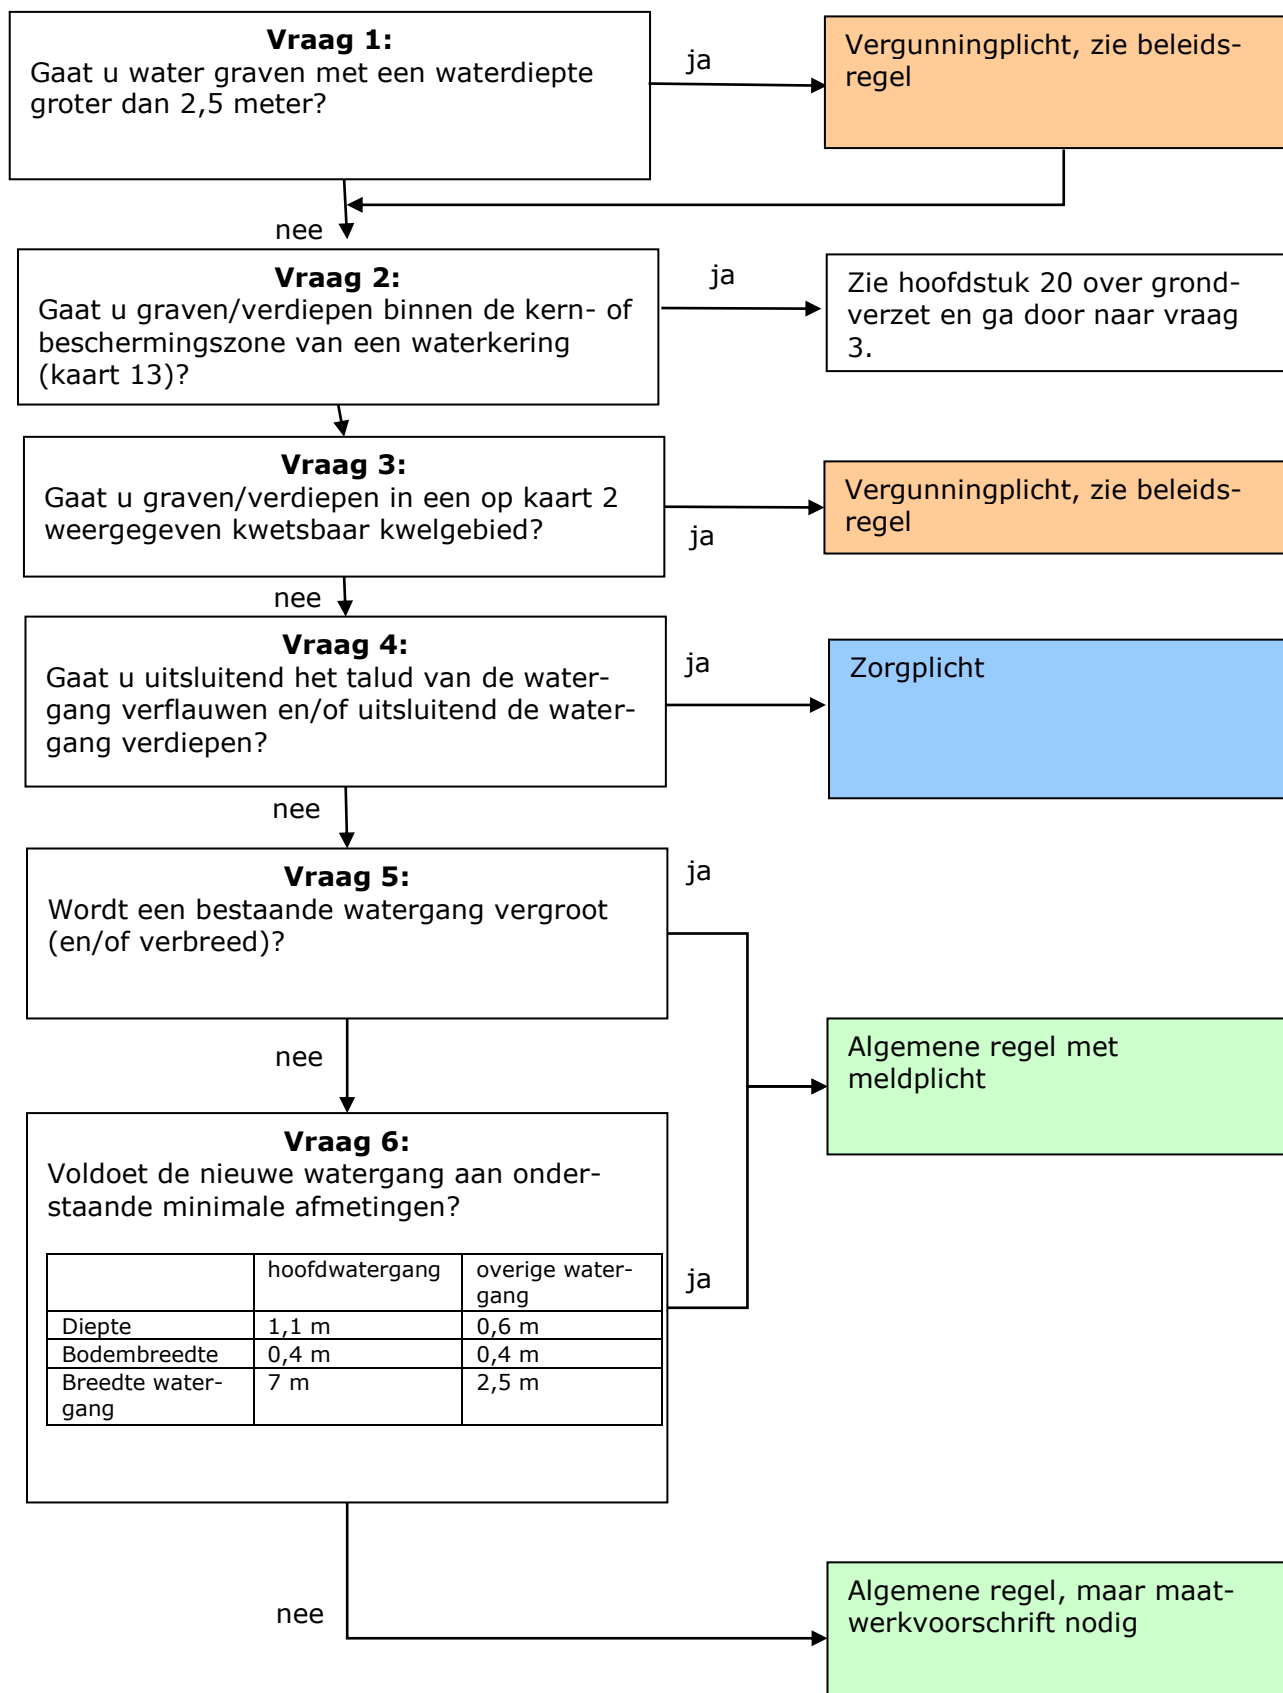 Vraag 1:
Gaat u water graven met een waterdiepte
groter dan 2,5 meter?
ja
Vergunningplicht, zie beleids-
regel
nee
Vraag 2:
Gaat u graven/verdiepen binnen de kern- of
beschermingszone van een waterkering
(kaart 13)?
ja
Zie hoofdstuk 20 over grond-
verzet en ga door naar vraag
3.
Vraag 3:
Gaat u graven/verdiepen in een op kaart 2
weergegeven kwetsbaar kwelgebied?
ja
Vergunningplicht, zie beleids-
regel
nee
Vraag 4:
Gaat u uitsluitend het talud van de water-
gang verflauwen en/of uitsluitend de water-
gang verdiepen?
ja
Zorgplicht
nee
Vraag 5:
Wordt een bestaande watergang vergroot
(en/of verbreed)?
ja
Algemene regel met
meldplicht
nee
Vraag 6:
Voldoet de nieuwe watergang aan onder-
staande minimale afmetingen?
hoofdwatergang
overige water-
gang
Diepte
1,1 m
0,6 m
Bodembreedte
0,4 m
0,4 m
Breedte water-
gang
7 m
2,5 m
ja
nee
Algemene regel, maar maat-
werkvoorschrift nodig